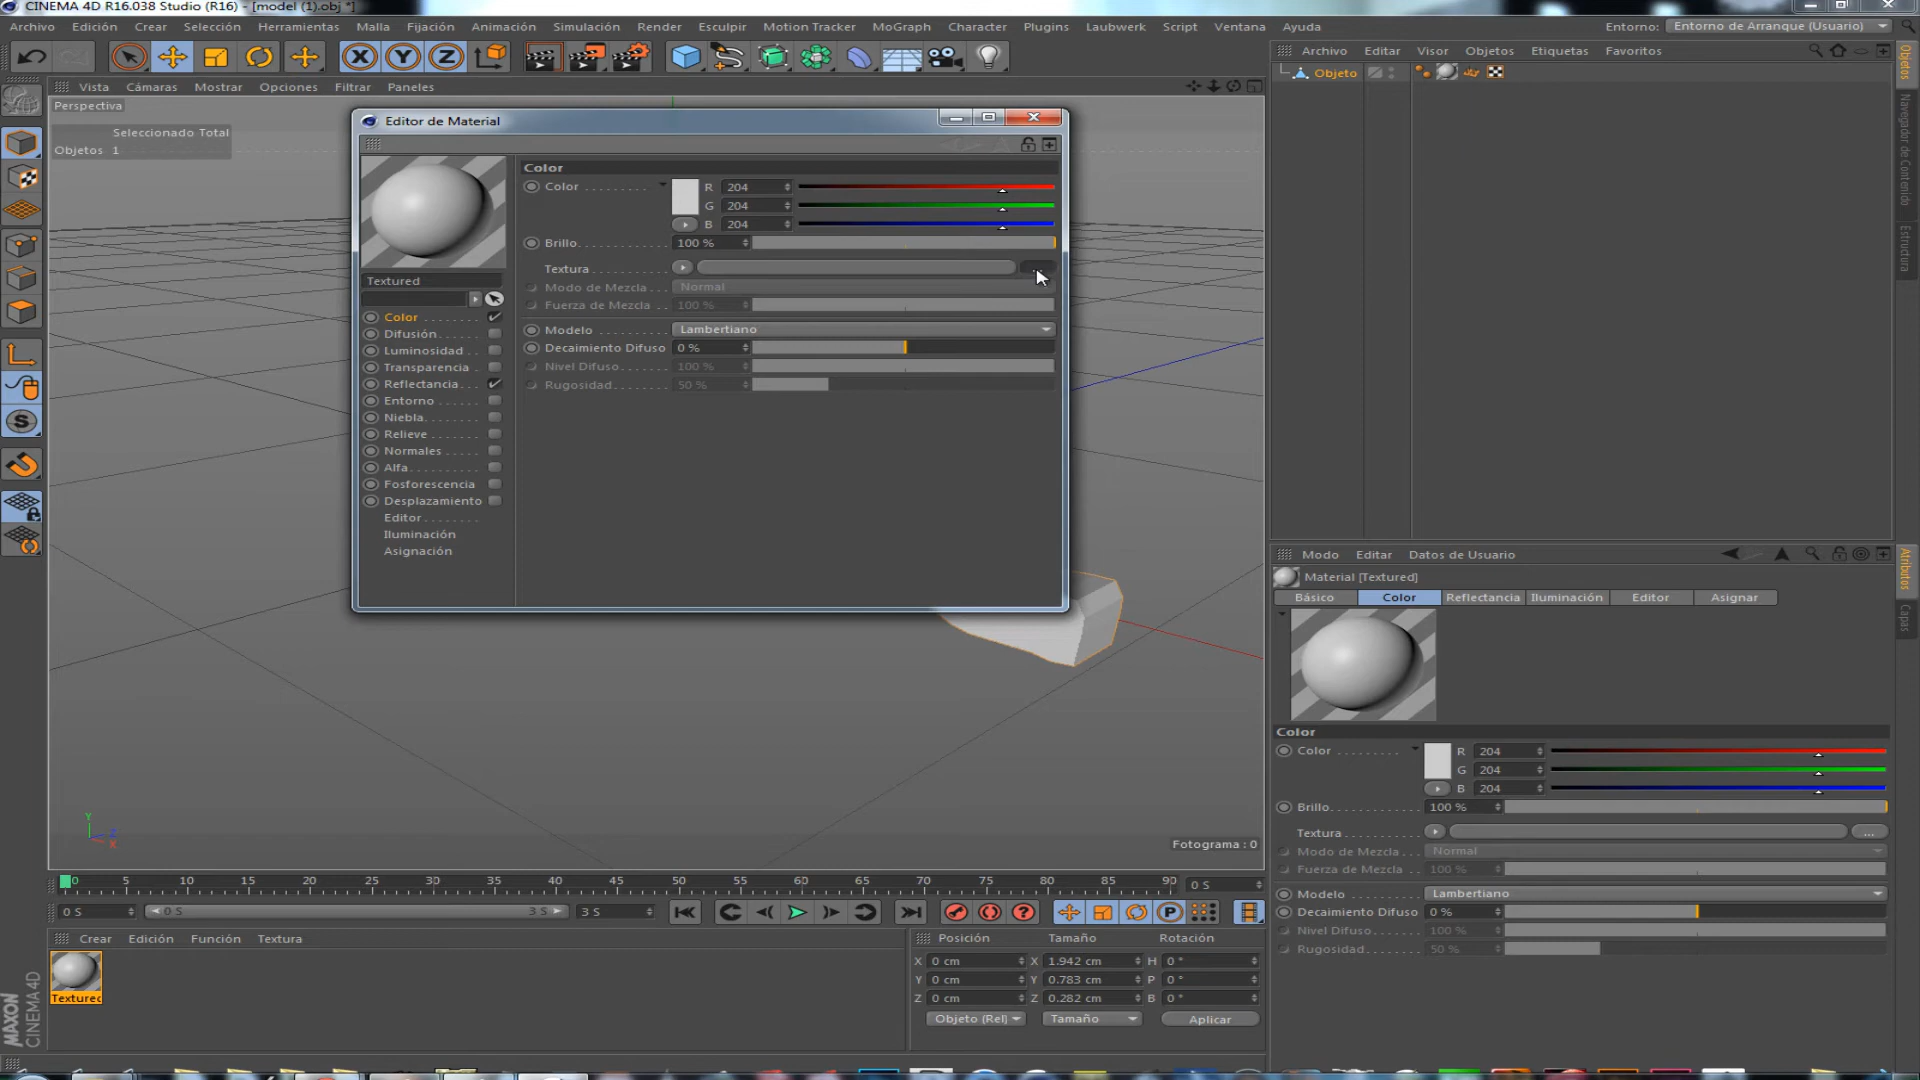 CINEMA 4D R16.038 Studio (R16) - [model (1).obj *]
Archivo Edición Crear Selección Herramientas Malla Fijación Animación Simulación Render Esculpir Motion Tracker MoGraph Character Plugins Laubwerk Script Ventana Ayuda
Entorno: Entorno de Arranque (Usuario)
X Y Z
Vista Cámaras Mostrar Opciones Filtrar Paneles
Perspectiva
Seleccionado Total
Objetos 1
Editor de Material
Textured
Color
Difusión
Luminosidad
Transparencia
Reflectancia
Entorno
Niebla
Relieve
Normales
Alfa
Fosforescencia
Desplazamiento
Editor
Iluminación
Asignación
Color
Color R 204
G 204
B 204
Brillo 100 %
Textura
Modo de Mezcla Normal
Fuerza de Mezcla 100 %
Modelo Lambertiano
Decaimiento Difuso 0 %
Nivel Difuso 100 %
Rugosidad 50 %
Y
Z
X
Fotograma : 0
0 5 10 15 20 25 30 35 40 45 50 55 60 65 70 75 80 85 90 0 S
0 S 0 S 3 S 3 S
P
Crear Edición Función Textura
Texturec
MAXON
CINEMA 4D
Posición Tamaño Rotación
X 0 cm X 1.942 cm H 0 °
Y 0 cm Y 0.783 cm P 0 °
Z 0 cm Z 0.282 cm B 0 °
Objeto (Rel) Tamaño Aplicar
Archivo Editar Visor Objetos Etiquetas Favoritos
Objeto
Objetos
Navegador de Contenido
Estructura
Modo Editar Datos de Usuario
Material [Textured]
Básico Color Reflectancia Iluminación Editor Asignar
Color
Color R 204
G 204
B 204
Brillo 100 %
Textura ...
Modo de Mezcla Normal
Fuerza de Mezcla 100 %
Modelo Lambertiano
Decaimiento Difuso 0 %
Nivel Difuso 100 %
Rugosidad 50 %
Atributos
Capas